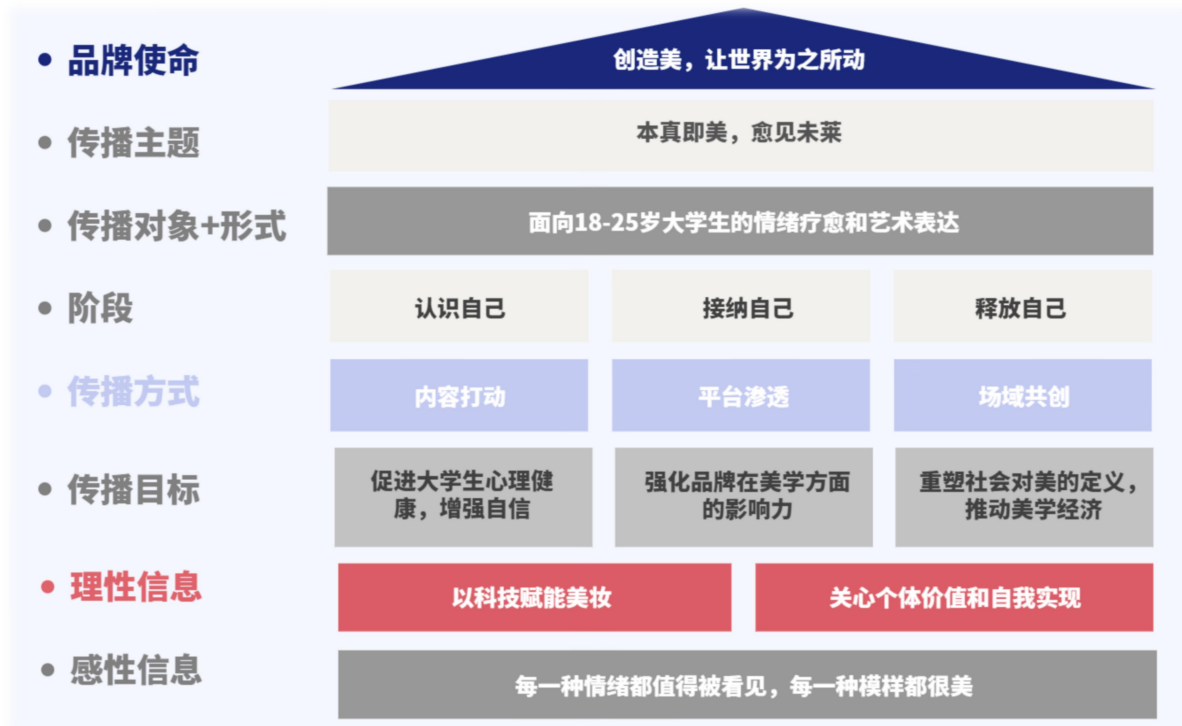 品牌使命
创造美，让世界为之所动
传播主题
本真即美，愈见未莱
传播对象+形式
面向18-25岁大学生的情绪疗愈和艺术表达
阶段
认识自己
接纳自己
释放自己
传播方式
内容打动
平台渗透
场域共创
传播目标
促进大学生心理健
康，增强自信
强化品牌在美学方面
的影响力
重塑社会对美的定义，
推动美学经济
理性信息
以科技赋能美妆
关心个体价值和自我实现
感性信息
每一种情绪都值得被看见，每一种模样都很美